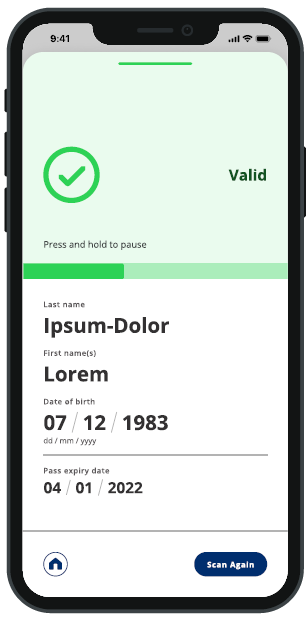 9:41
Valid
Press and hold to pause
Last name
Ipsum-Dolor
First name(s)
Lorem
Date of birth
07 / 12 / 1983
dd / mm / yyyy
Pass expiry date
04 / 01 / 2022
Scan Again